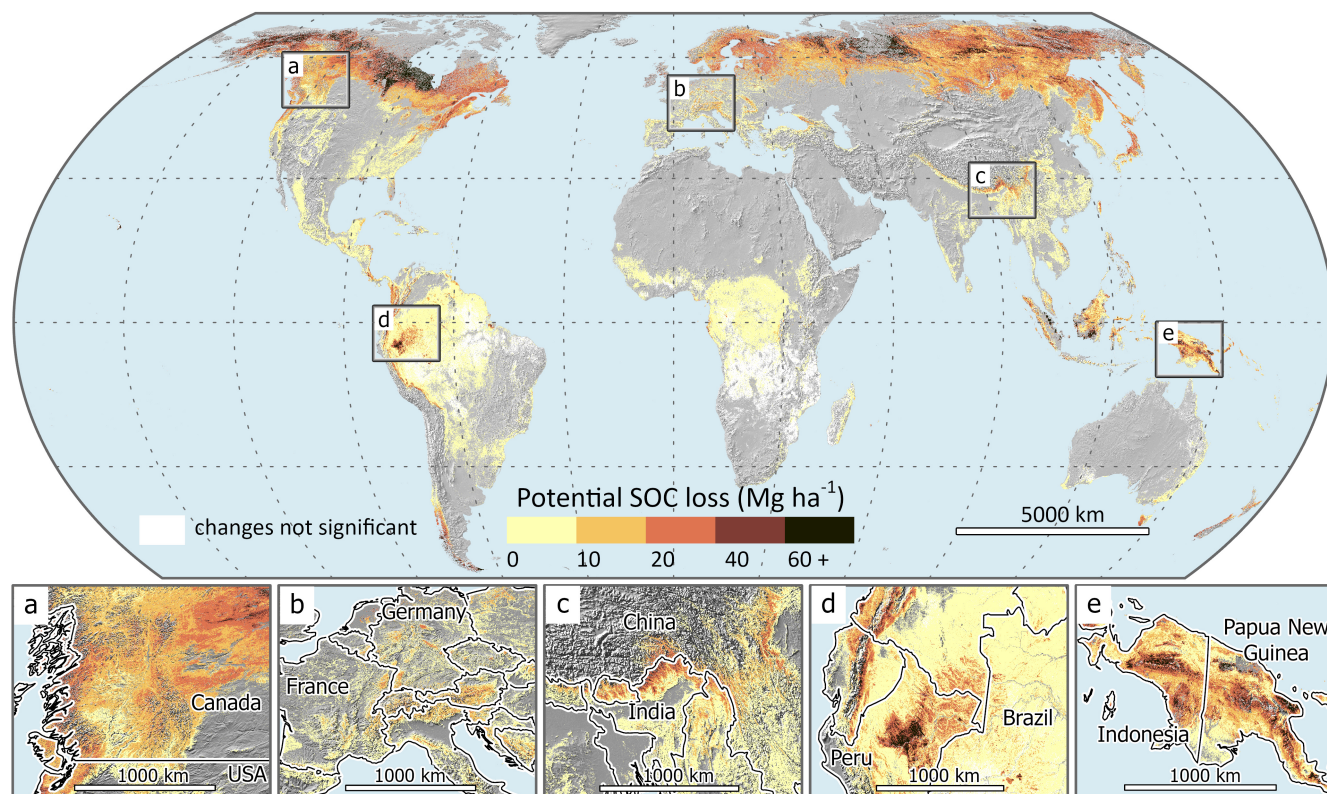 a
b
c
d
e
Potential SOC loss (Mg ha⁻¹)
changes not significant
0 10 20 40 60 +
5000 km
a
Canada
USA
1000 km
b
Germany
France
1000 km
c
China
India
1000 km
d
Brazil
Peru
1000 km
e
Papua New
Guinea
Indonesia
1000 km